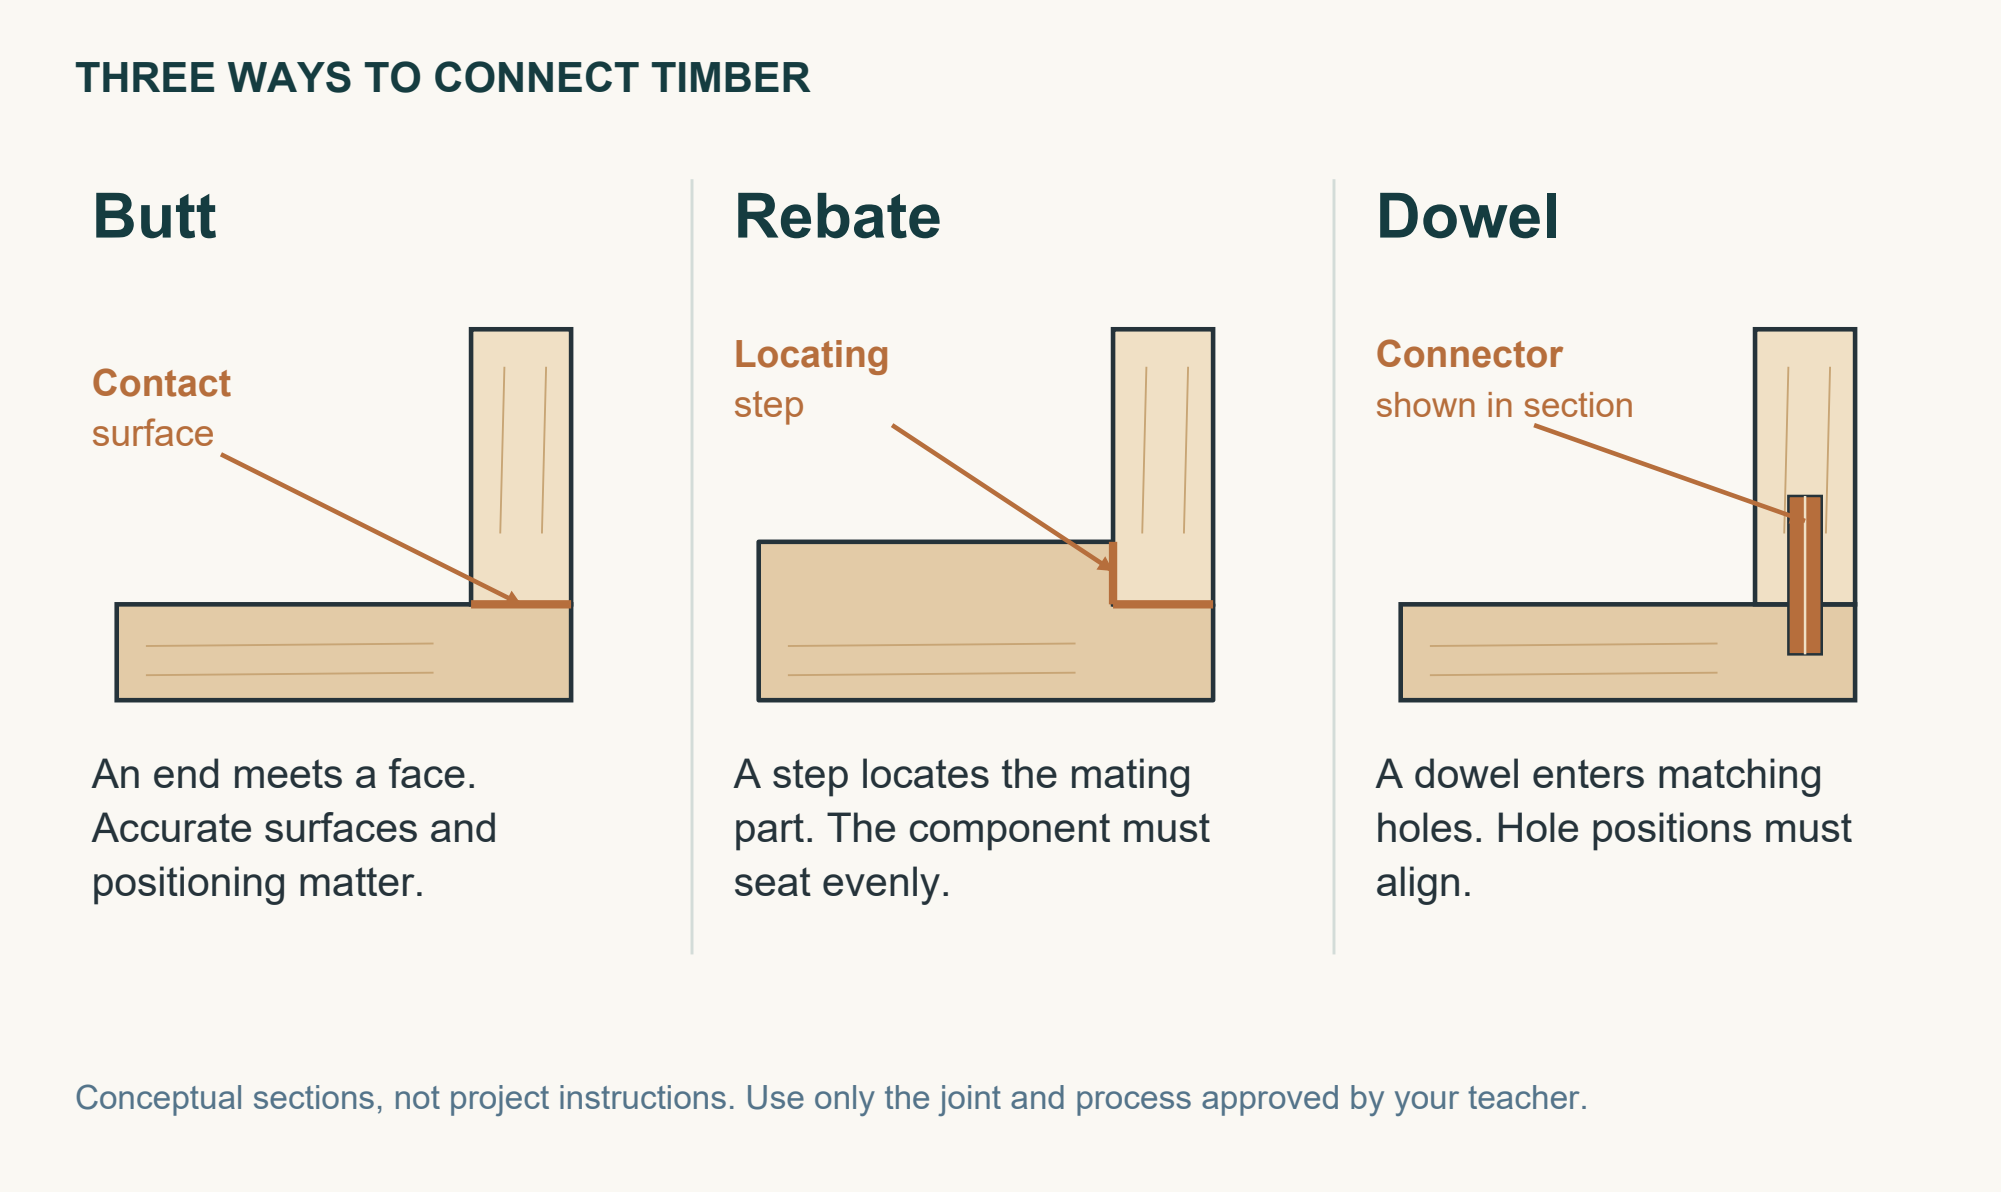 THREE WAYS TO CONNECT TIMBER
Butt
Contact
surface
An end meets a face.
Accurate surfaces and
positioning matter.
Rebate
Locating
step
A step locates the mating
part. The component must
seat evenly.
Dowel
Connector
shown in section
A dowel enters matching
holes. Hole positions must
align.
Conceptual sections, not project instructions. Use only the joint and process approved by your teacher.